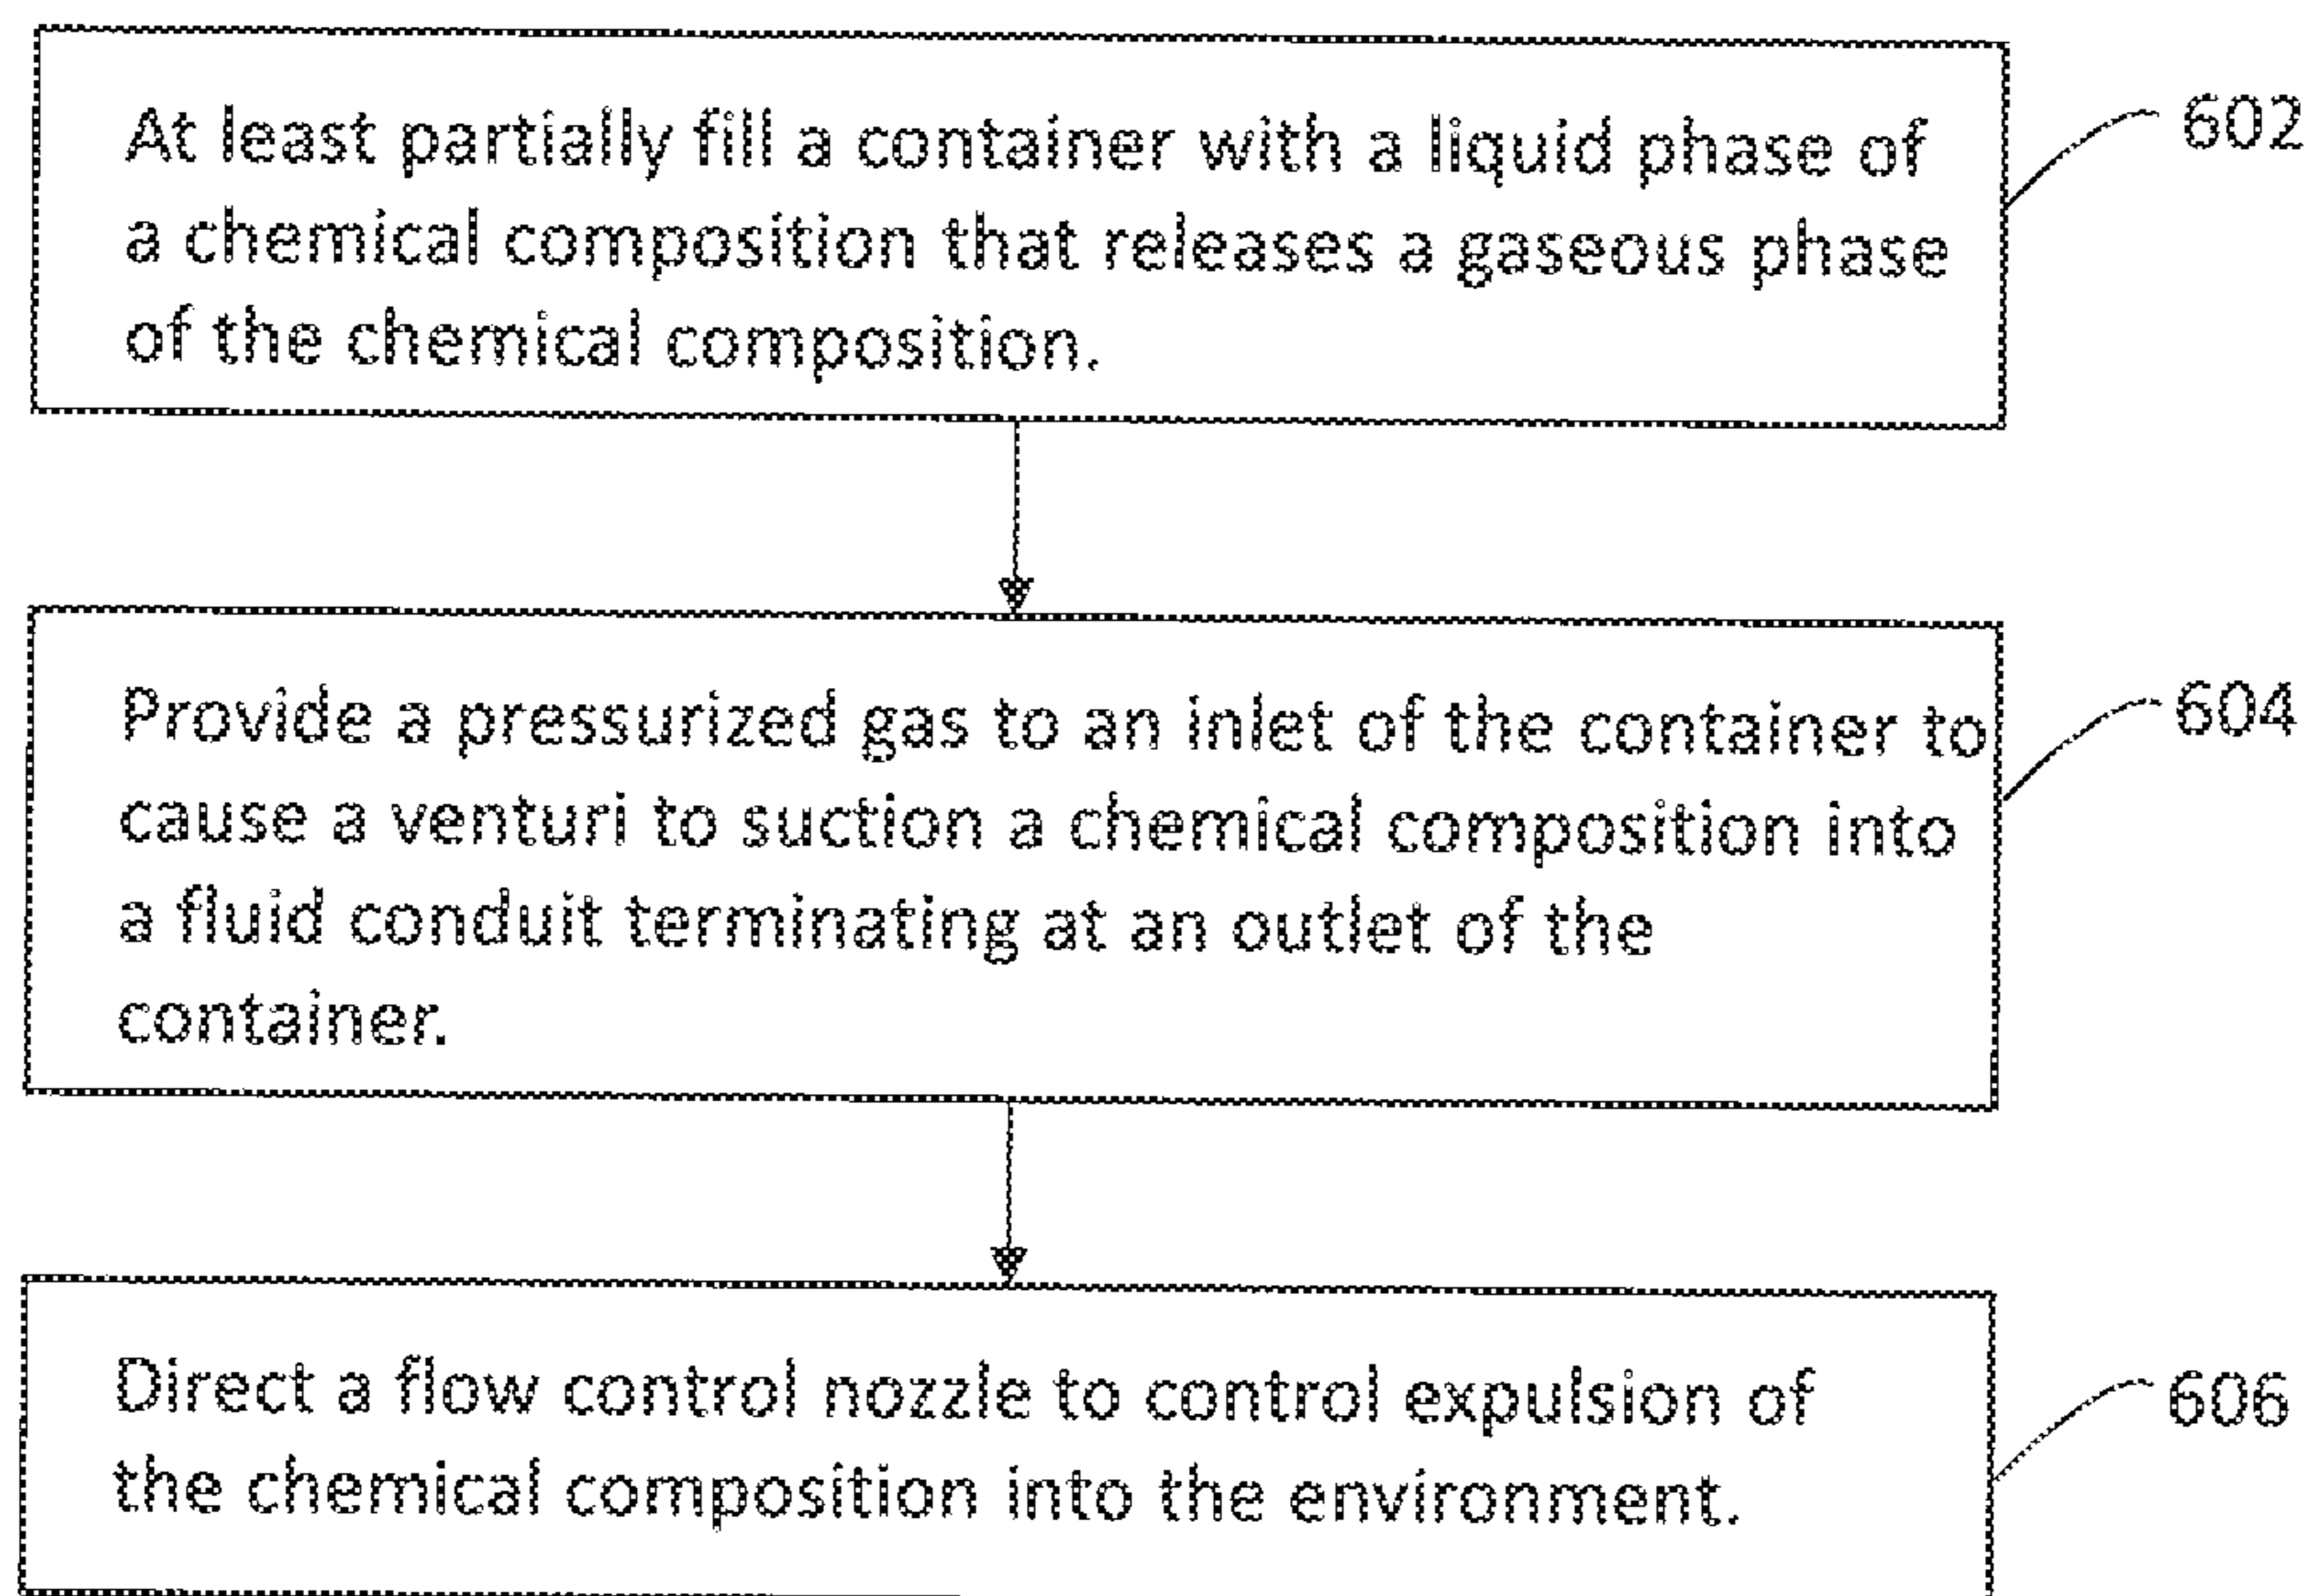 At least partially fill a container with a liquid phase of
a chemical composition that releases a gaseous phase
of the chemical composition.
602
Provide a pressurized gas to an inlet of the container to
cause a venturi to suction a chemical composition into
a fluid conduit terminating at an outlet of the
container.
604
Direct a flow control nozzle to control expulsion of
the chemical composition into the environment.
606